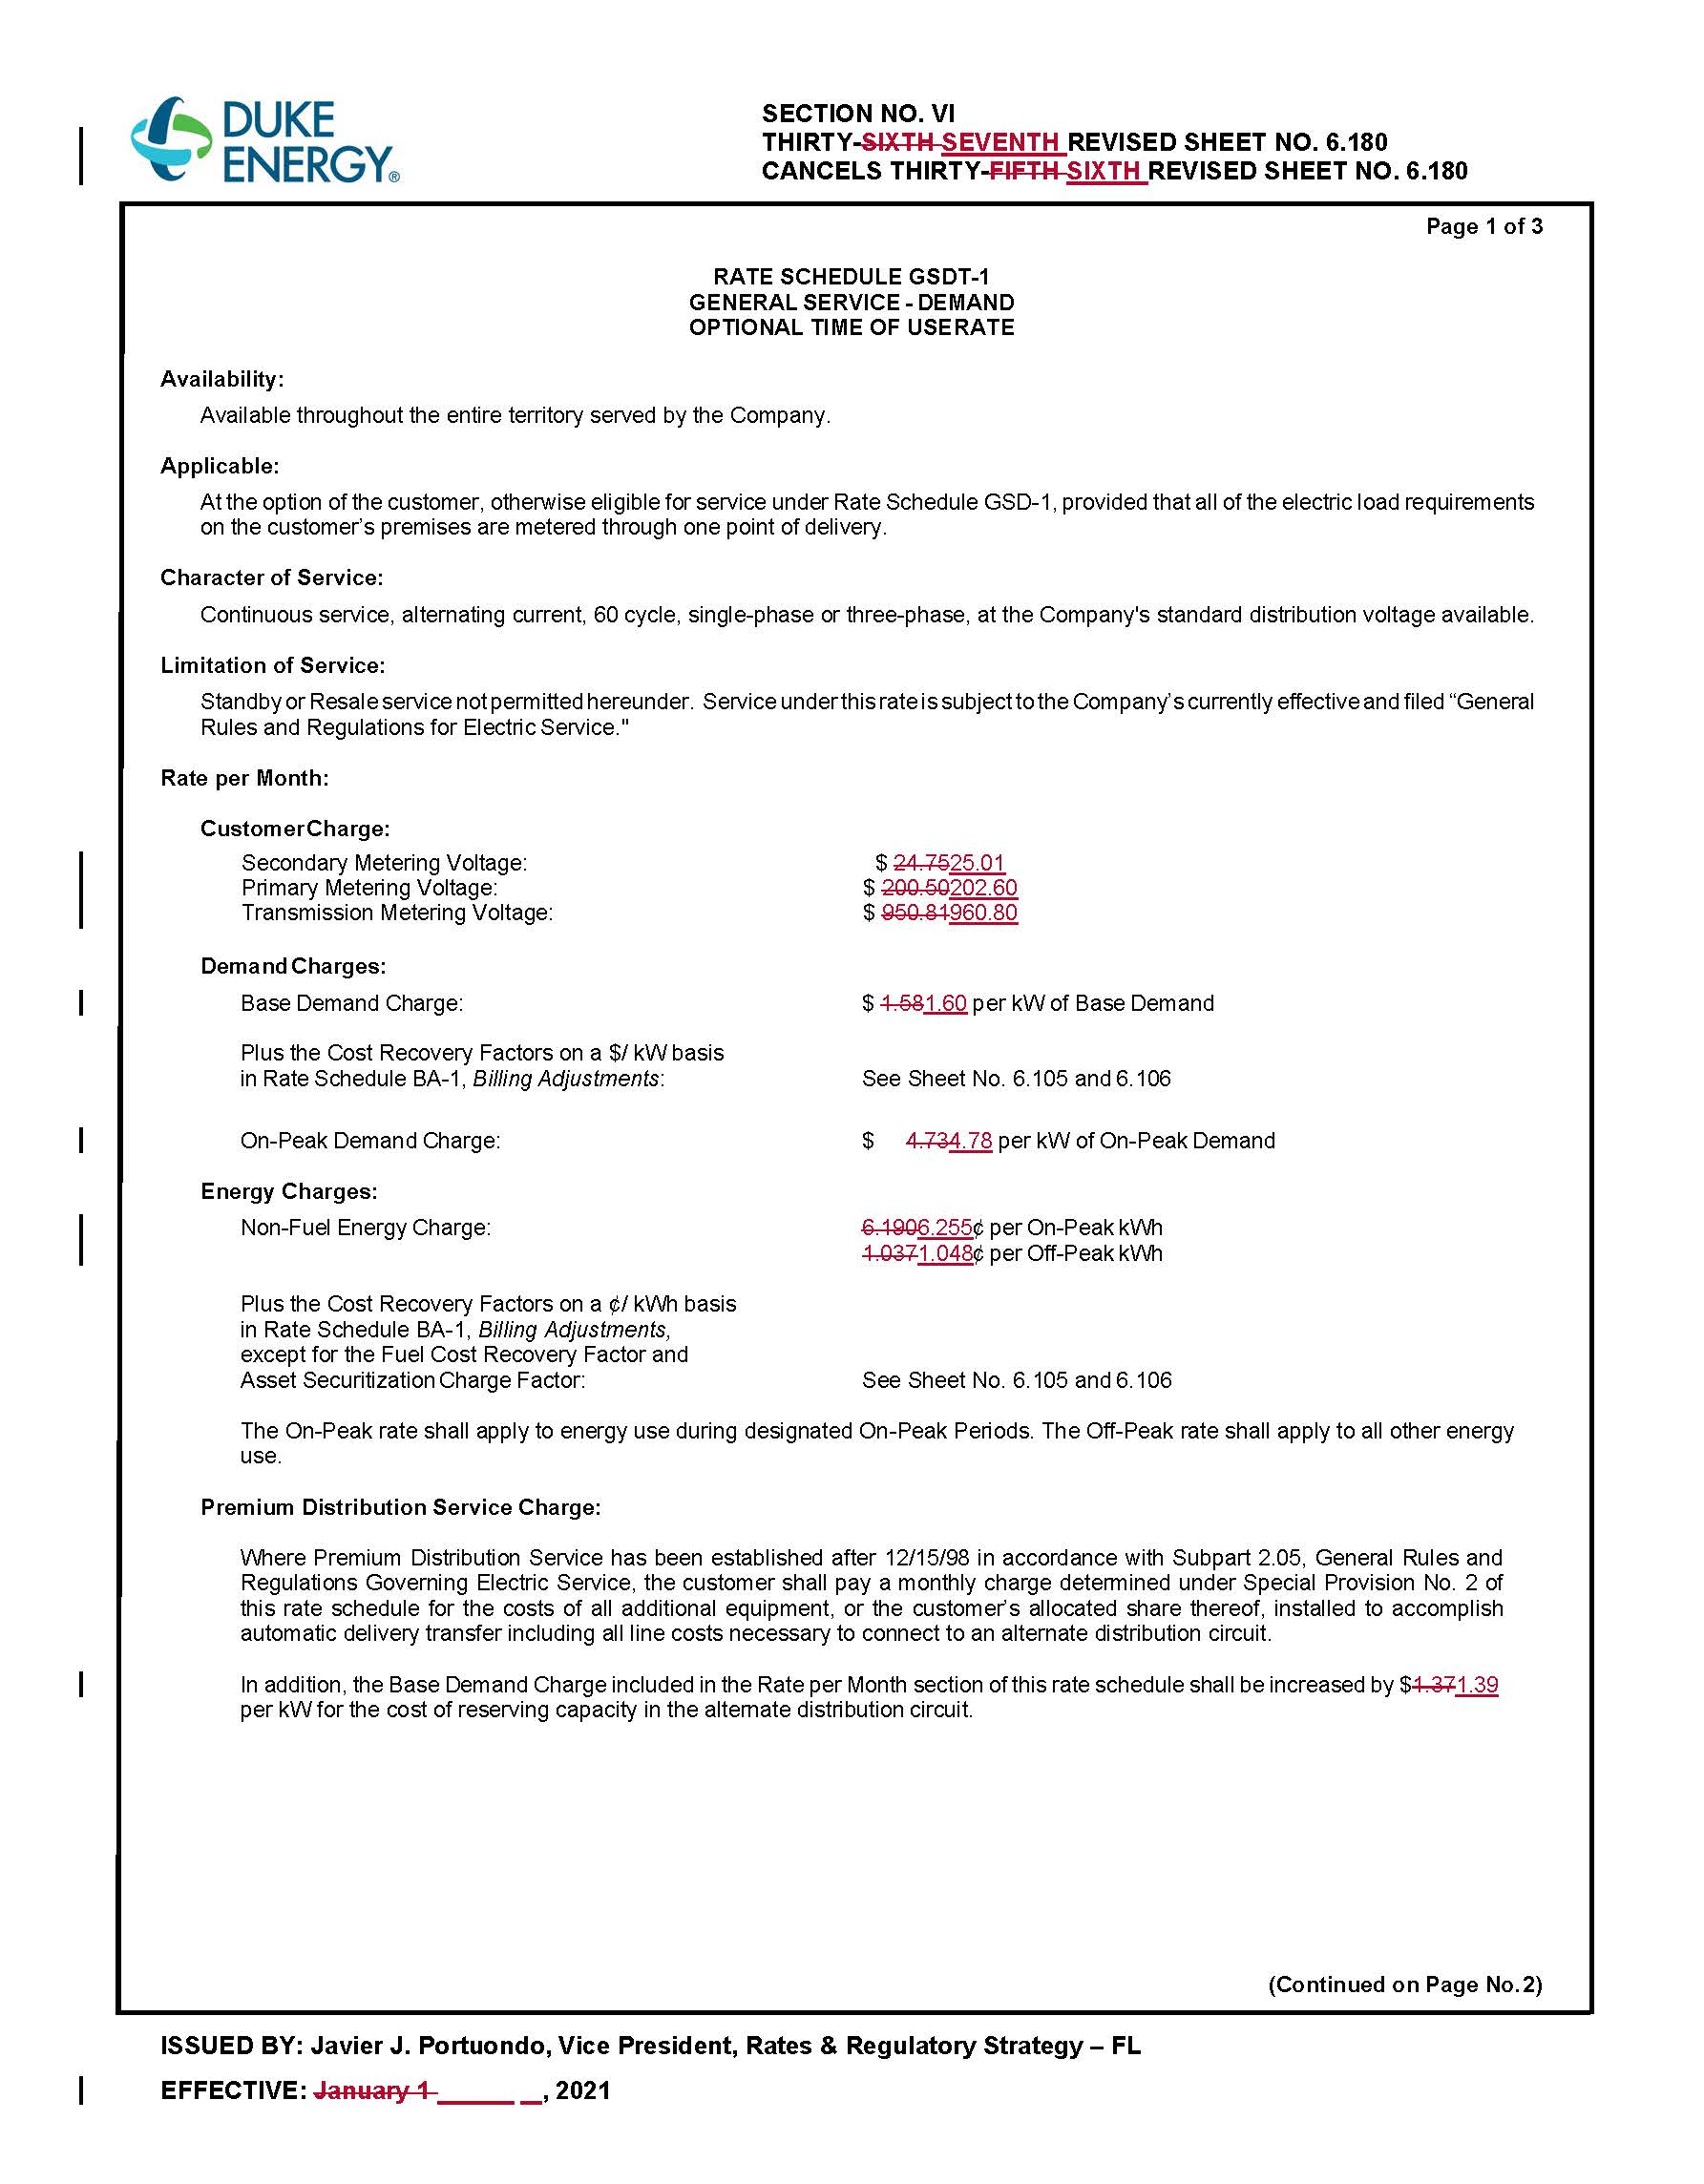 DUKE
ENERGY®
SECTION NO. VI
THIRTY-SIXTH SEVENTH REVISED SHEET NO. 6.180
CANCELS THIRTY-FIFTH SIXTH REVISED SHEET NO. 6.180
Page 1 of 3
RATE SCHEDULE GSDT-1
GENERAL SERVICE - DEMAND
OPTIONAL TIME OF USE RATE
Availability:
Available throughout the entire territory served by the Company.
Applicable:
At the option of the customer, otherwise eligible for service under Rate Schedule GSD-1, provided that all of the electric load requirements
on the customer’s premises are metered through one point of delivery.
Character of Service:
Continuous service, alternating current, 60 cycle, single-phase or three-phase, at the Company's standard distribution voltage available.
Limitation of Service:
Standby or Resale service not permitted hereunder. Service under this rate is subject to the Company’s currently effective and filed “General
Rules and Regulations for Electric Service."
Rate per Month:
Customer Charge:
Secondary Metering Voltage: $ 24.7525.01
Primary Metering Voltage: $ 200.50202.60
Transmission Metering Voltage: $ 950.81960.80
Demand Charges:
Base Demand Charge: $ 1.581.60 per kW of Base Demand
Plus the Cost Recovery Factors on a $/ kW basis
in Rate Schedule BA-1, Billing Adjustments: See Sheet No. 6.105 and 6.106
On-Peak Demand Charge: $ 4.734.78 per kW of On-Peak Demand
Energy Charges:
Non-Fuel Energy Charge: 6.1906.255¢ per On-Peak kWh
1.0371.048¢ per Off-Peak kWh
Plus the Cost Recovery Factors on a ¢/ kWh basis
in Rate Schedule BA-1, Billing Adjustments,
except for the Fuel Cost Recovery Factor and
Asset Securitization Charge Factor: See Sheet No. 6.105 and 6.106
The On-Peak rate shall apply to energy use during designated On-Peak Periods. The Off-Peak rate shall apply to all other energy
use.
Premium Distribution Service Charge:
Where Premium Distribution Service has been established after 12/15/98 in accordance with Subpart 2.05, General Rules and
Regulations Governing Electric Service, the customer shall pay a monthly charge determined under Special Provision No. 2 of
this rate schedule for the costs of all additional equipment, or the customer’s allocated share thereof, installed to accomplish
automatic delivery transfer including all line costs necessary to connect to an alternate distribution circuit.
In addition, the Base Demand Charge included in the Rate per Month section of this rate schedule shall be increased by $1.371.39
per kW for the cost of reserving capacity in the alternate distribution circuit.
(Continued on Page No. 2)
ISSUED BY: Javier J. Portuondo, Vice President, Rates & Regulatory Strategy – FL
EFFECTIVE: January 1 _____ _, 2021